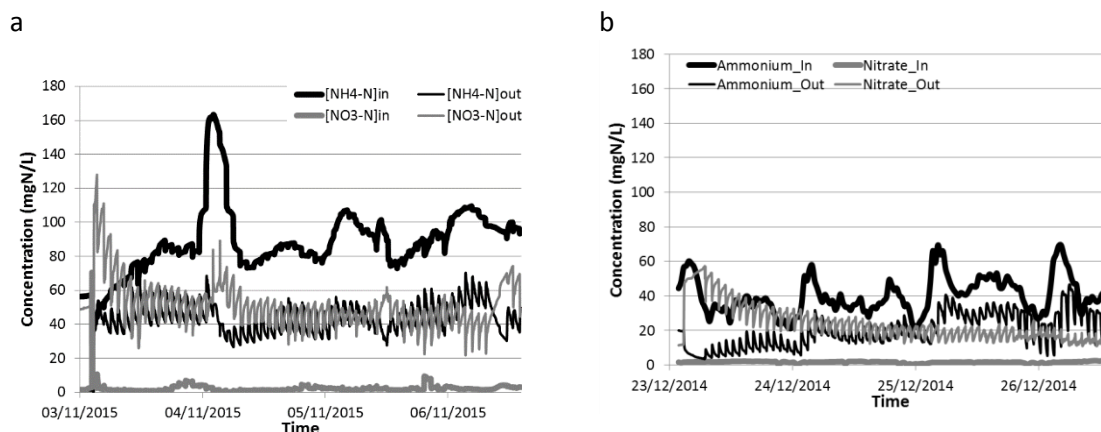 a
180
160
140
120
100
80
60
40
20
0
Concentration (mgN/L)
[NH4-N]in
[NH4-N]out
[NO3-N]in
[NO3-N]out
03/11/2015
04/11/2015
05/11/2015
06/11/2015
Time
b
180
160
140
120
100
80
60
40
20
0
Concentration (mgN/L)
Ammonium_In
Nitrate_In
Ammonium_Out
Nitrate_Out
23/12/2014
24/12/2014
25/12/2014
26/12/2014
Time